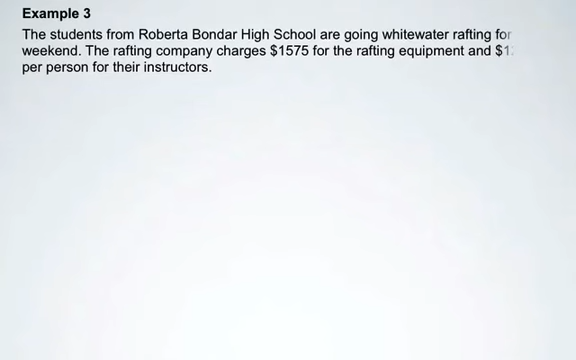 Example 3
The students from Roberta Bondar High School are going whitewater rafting for
weekend. The rafting company charges $1575 for the rafting equipment and
per person for their instructors.